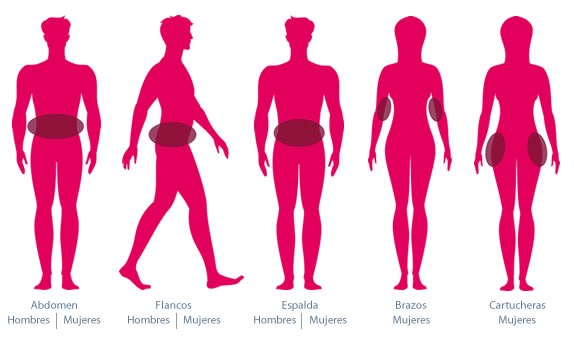 Abdomen
Hombres | Mujeres
Flancos
Hombres | Mujeres
Espalda
Hombres | Mujeres
Brazos
Mujeres
Cartucheras
Mujeres